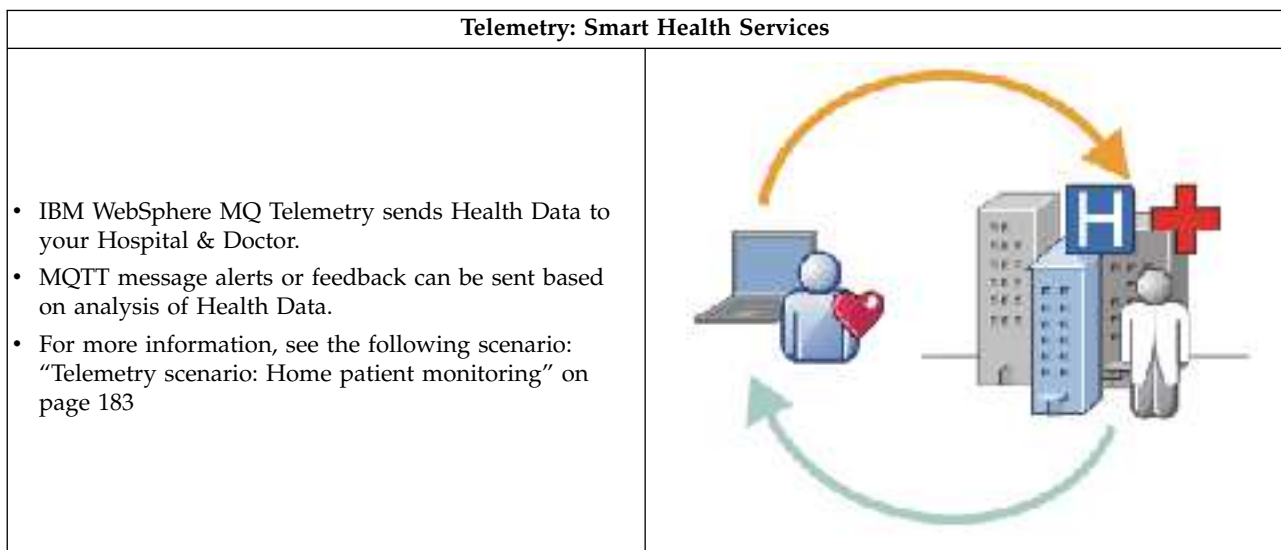 Telemetry: Smart Health Services
• IBM WebSphere MQ Telemetry sends Health Data to
your Hospital & Doctor.
• MQTT message alerts or feedback can be sent based
on analysis of Health Data.
• For more information, see the following scenario:
“Telemetry scenario: Home patient monitoring” on
page 183
H